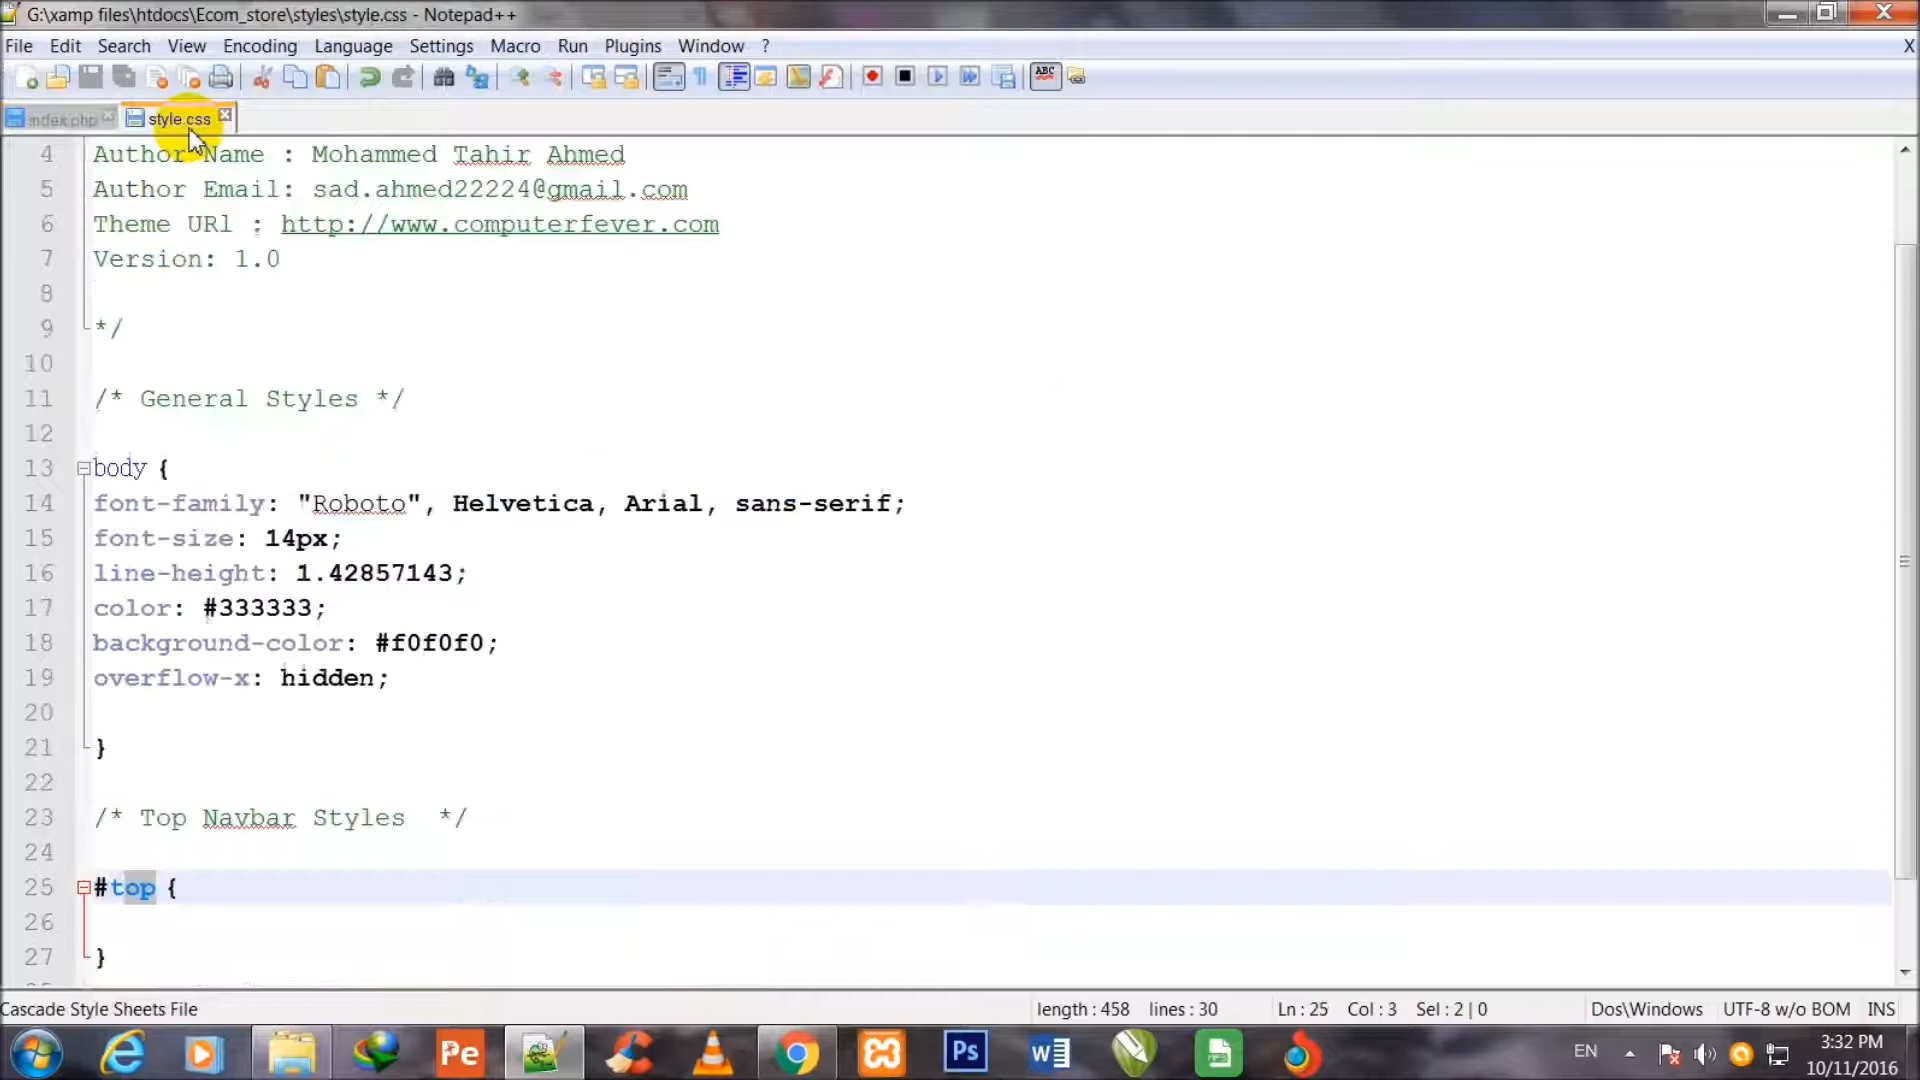 G:\xamp files\htdocs\Ecom_store\styles\style.css - Notepad++
File Edit Search View Encoding Language Settings Macro Run Plugins Window ? X
ABC
index.php style.css
4 Author Name : Mohammed Tahir Ahmed
5 Author Email: sad.ahmed22224@gmail.com
6 Theme URl : http://www.computerfever.com
7 Version: 1.0
8
9 */
10
11 /* General Styles */
12
13 body {
14 font-family: "Roboto", Helvetica, Arial, sans-serif;
15 font-size: 14px;
16 line-height: 1.42857143;
17 color: #333333;
18 background-color: #f0f0f0;
19 overflow-x: hidden;
20
21 }
22
23 /* Top Navbar Styles  */
24
25 #top {
26
27 }
Cascade Style Sheets File length : 458 lines : 30 Ln : 25 Col : 3 Sel : 2 | 0 Dos\Windows UTF-8 w/o BOM INS
Pe Ps W EN 3:32 PM
10/11/2016